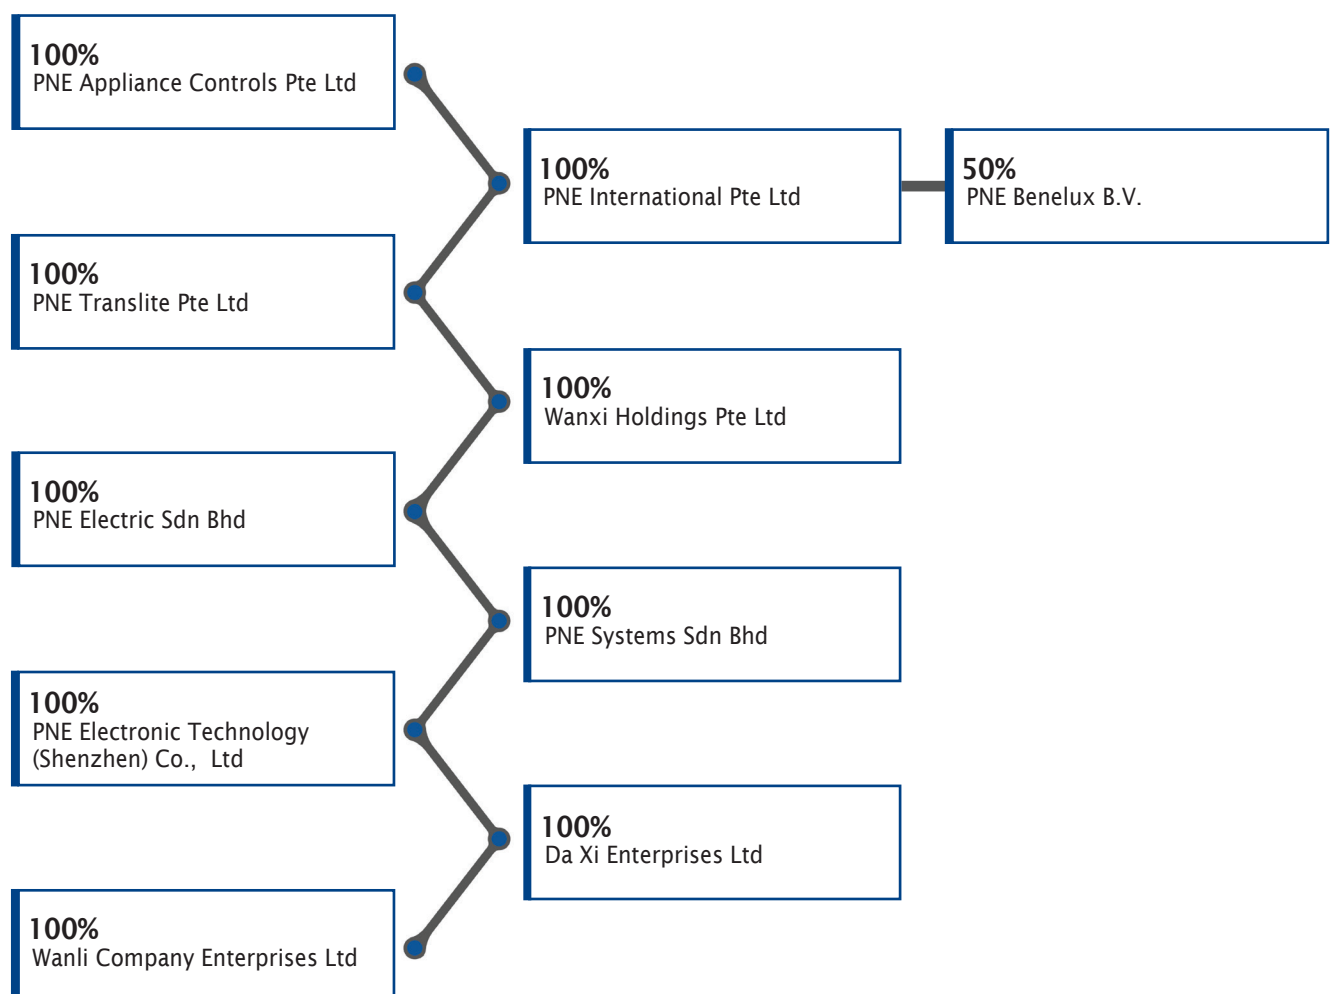 100%
PNE Appliance Controls Pte Ltd
100%
PNE International Pte Ltd
50%
PNE Benelux B.V.
100%
PNE Translite Pte Ltd
100%
Wanxi Holdings Pte Ltd
100%
PNE Electric Sdn Bhd
100%
PNE Systems Sdn Bhd
100%
PNE Electronic Technology
(Shenzhen) Co., Ltd
100%
Da Xi Enterprises Ltd
100%
Wanli Company Enterprises Ltd